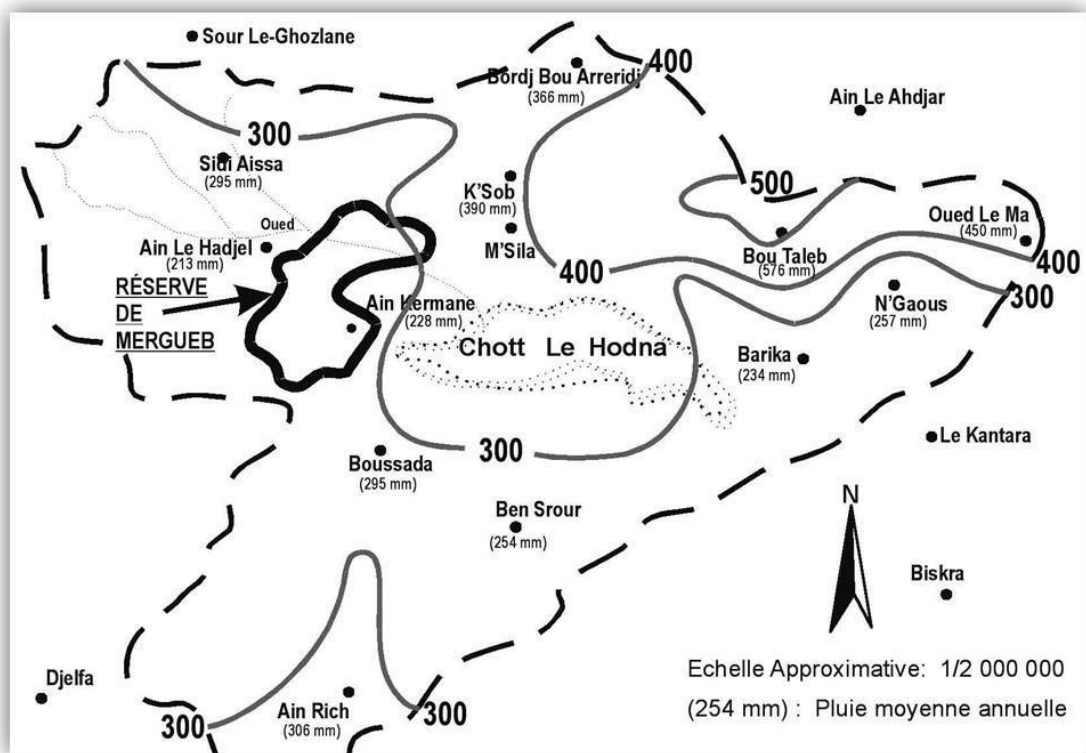 Sour Le-Ghozlane
Bordj Bou Arreridj
(366 mm)
400
Ain Le Ahdjar
300
Sidi Aissa
(295 mm)
K'Sob
(390 mm)
500
Oued
Ain Le Hadjel
(213 mm)
M'Sila
Bou Taleb
(576 mm)
Oued Le Ma
(450 mm)
400
400
RÉSERVE
DE
MERGUEB
Ain Kermane
(228 mm)
N'Gaous
(257 mm)
300
Chott Le Hodna
Barika
(234 mm)
Le Kantara
300
Boussada
(295 mm)
Ben Srour
(254 mm)
N
Biskra
Djelfa
Ain Rich
(306 mm)
300
300
Echelle Approximative: 1/2 000 000
(254 mm) : Pluie moyenne annuelle